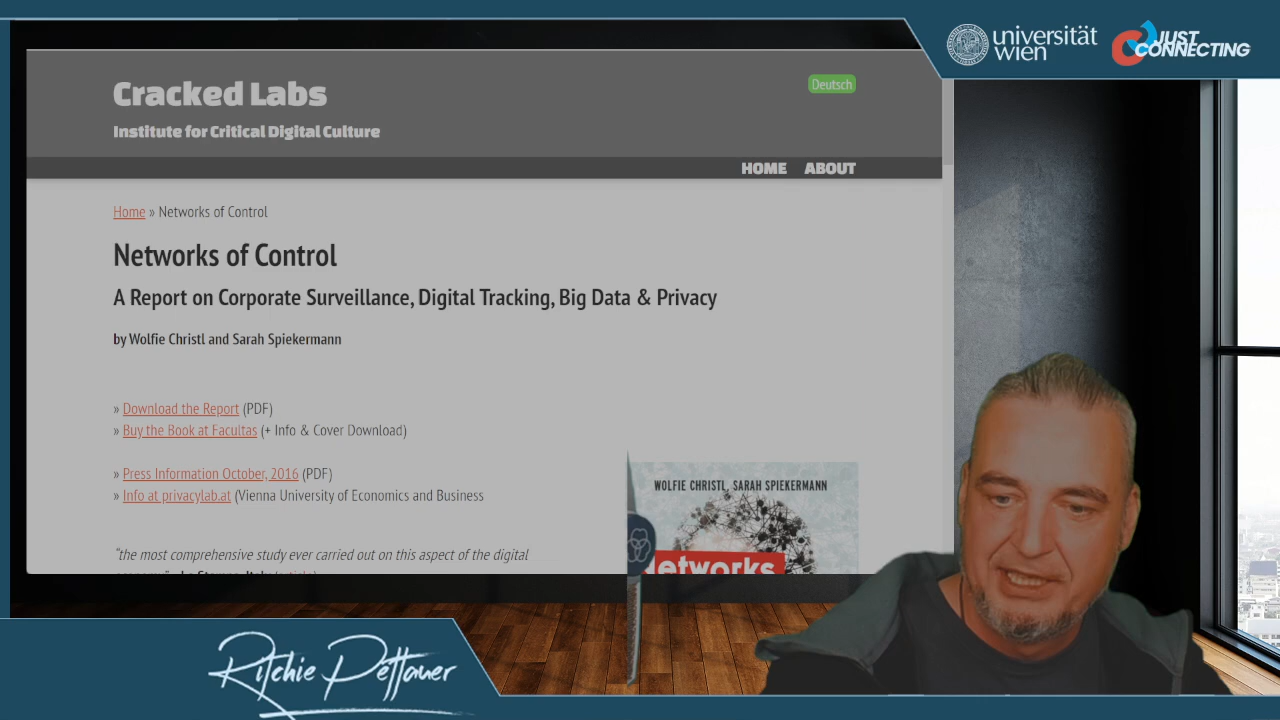 universität
wien
JUST
CONNECTING
Cracked Labs
Deutsch
Institute for Critical Digital Culture
HOME ABOUT
Home » Networks of Control
Networks of Control
A Report on Corporate Surveillance, Digital Tracking, Big Data & Privacy
by Wolfie Christl and Sarah Spiekermann
» Download the Report (PDF)
» Buy the Book at Facultas (+ Info & Cover Download)
» Press Information October, 2016 (PDF)
» Info at privacylab.at (Vienna University of Economics and Business
WOLFIE CHRISTL, SARAH SPIEKERMANN
"the most comprehensive study ever carried out on this aspect of the digital
Networks
Ritchie Pettauer